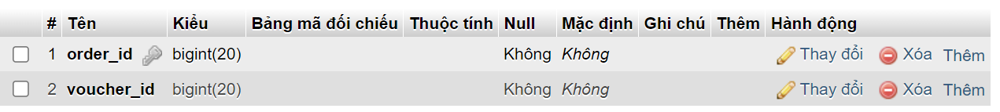 # Tên Kiểu Bảng mã đối chiếu Thuộc tính Null Mặc định Ghi chú Thêm Hành động
1 order_id bigint(20) Không Không Thay đổi Xóa Thêm
2 voucher_id bigint(20) Không Không Thay đổi Xóa Thêm